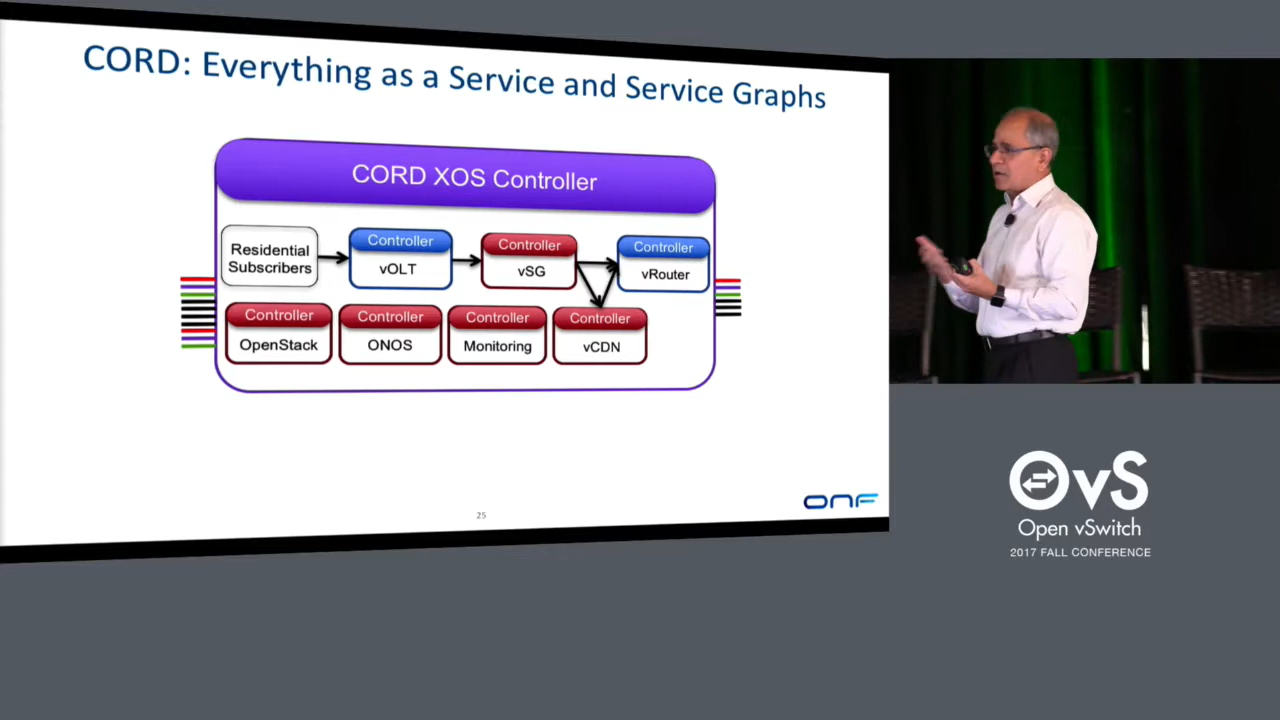 CORD: Everything as a Service and Service Graphs
CORD XOS Controller
Residential
Subscribers
Controller
vOLT
Controller
vSG
Controller
vRouter
Controller
OpenStack
Controller
ONOS
Controller
Monitoring
Controller
vCDN
25
ONF
OvS
Open vSwitch
2017 FALL CONFERENCE